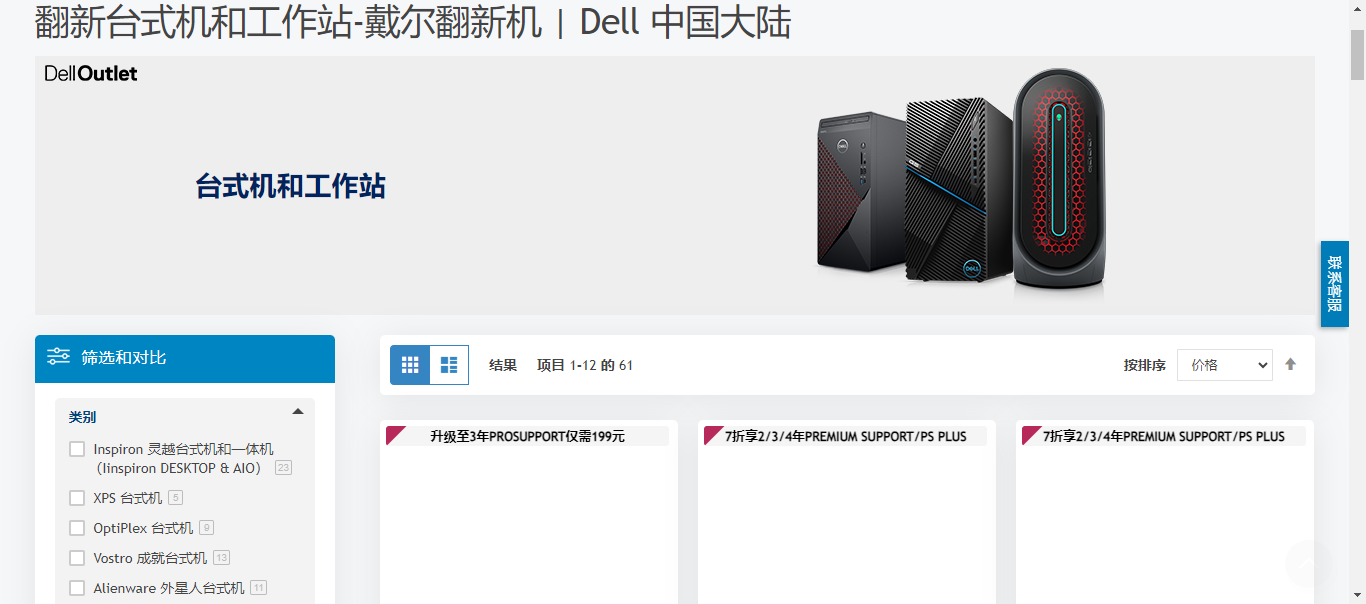 翻新台式机和工作站-戴尔翻新机 | Dell 中国大陆
DellOutlet
台式机和工作站
联系客服
筛选和对比
结果 项目 1-12 的 61
按排序 价格
类别
Inspiron 灵越台式机和一体机
（Iinspiron DESKTOP & AIO） 23
XPS 台式机 5
OptiPlex 台式机 9
Vostro 成就台式机 13
Alienware 外星人台式机 11
升级至3年PROSUPPORT仅需199元
7折享2/3/4年PREMIUM SUPPORT/PS PLUS
7折享2/3/4年PREMIUM SUPPORT/PS PLUS